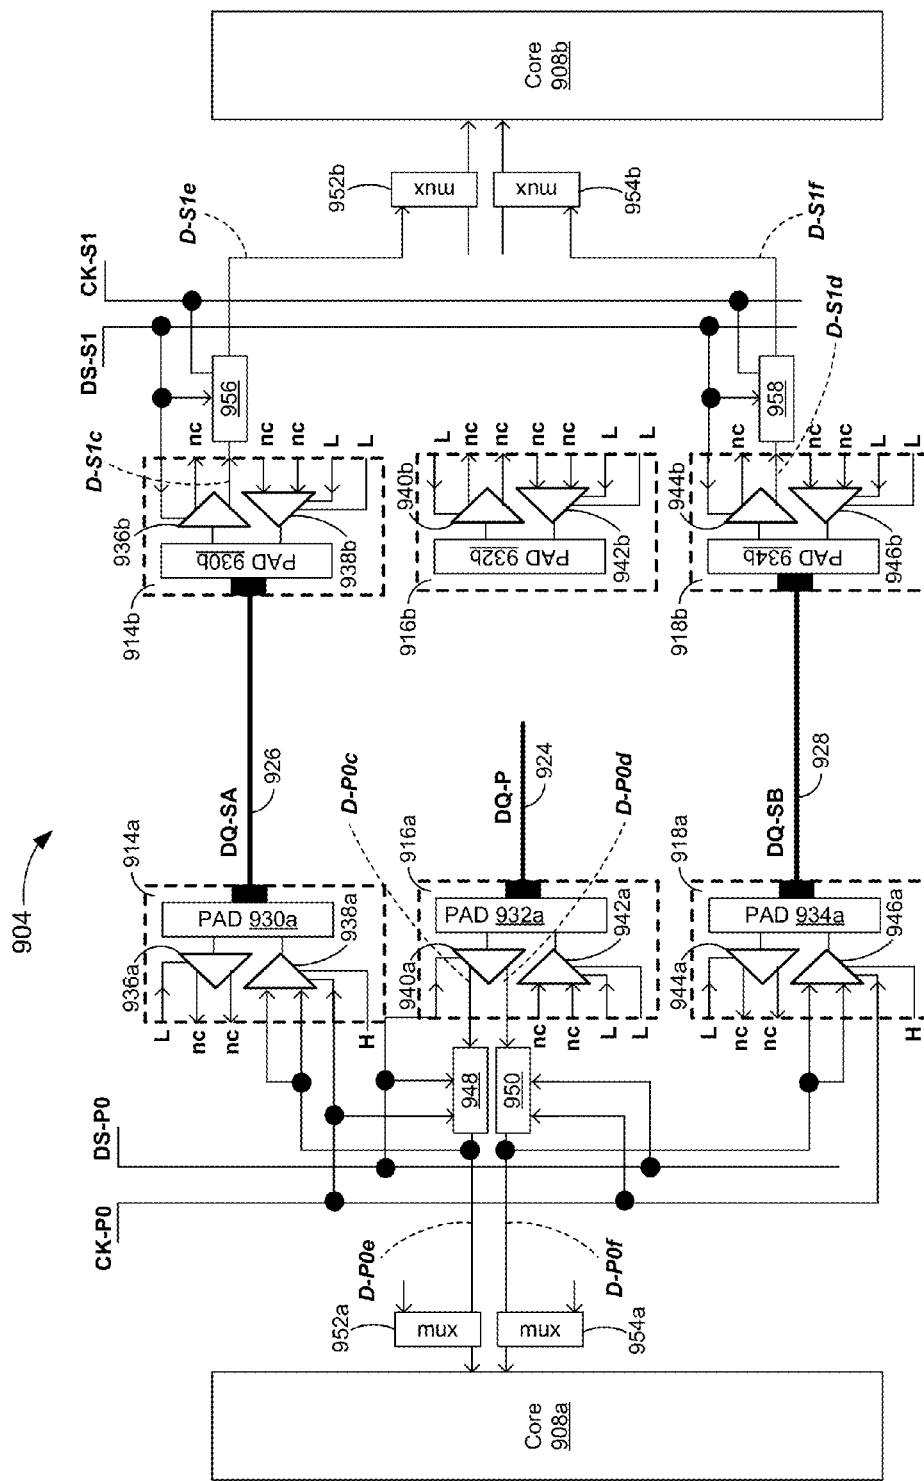 904
Core
908a
Core
908b
CK-P0
DS-P0
DS-S1
CK-S1
952a
mux
954a
mux
D-P0e
D-P0f
948
950
L
nc
nc
H
936a
914a
PAD 930a
938a
DQ-SA
926
D-P0c
940a
916a
PAD 932a
942a
nc
nc
L
L
DQ-P
924
D-P0d
L
nc
nc
H
944a
918a
PAD 934a
946a
DQ-SB
928
914b
936b
PAD 930b
938b
D-S1c
nc
nc
nc
L
L
956
916b
940b
PAD 932b
942b
L
nc
nc
nc
nc
L
L
918b
944b
PAD 934b
946b
nc
nc
nc
L
L
958
D-S1d
D-S1e
D-S1f
952b
mux
954b
mux